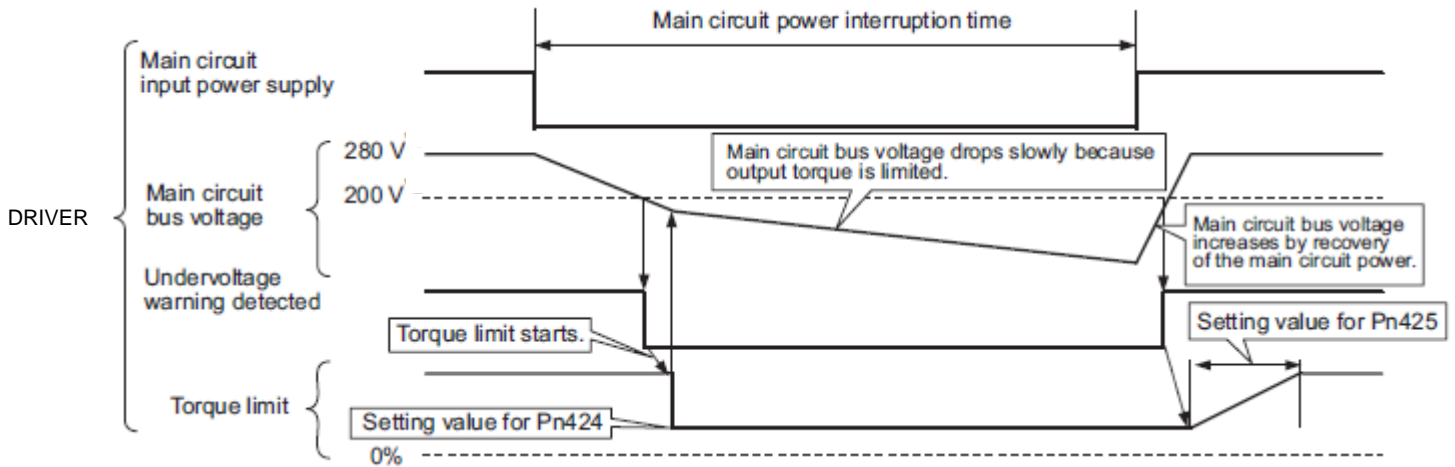 Main circuit power interruption time
Main circuit
input power supply
280 V
Main circuit bus voltage drops slowly because
output torque is limited.
200 V
Main circuit
bus voltage
DRIVER
Main circuit bus voltage
increases by recovery
of the main circuit power.
Undervoltage
warning detected
Torque limit starts.
Setting value for Pn425
Torque limit
Setting value for Pn424
0%